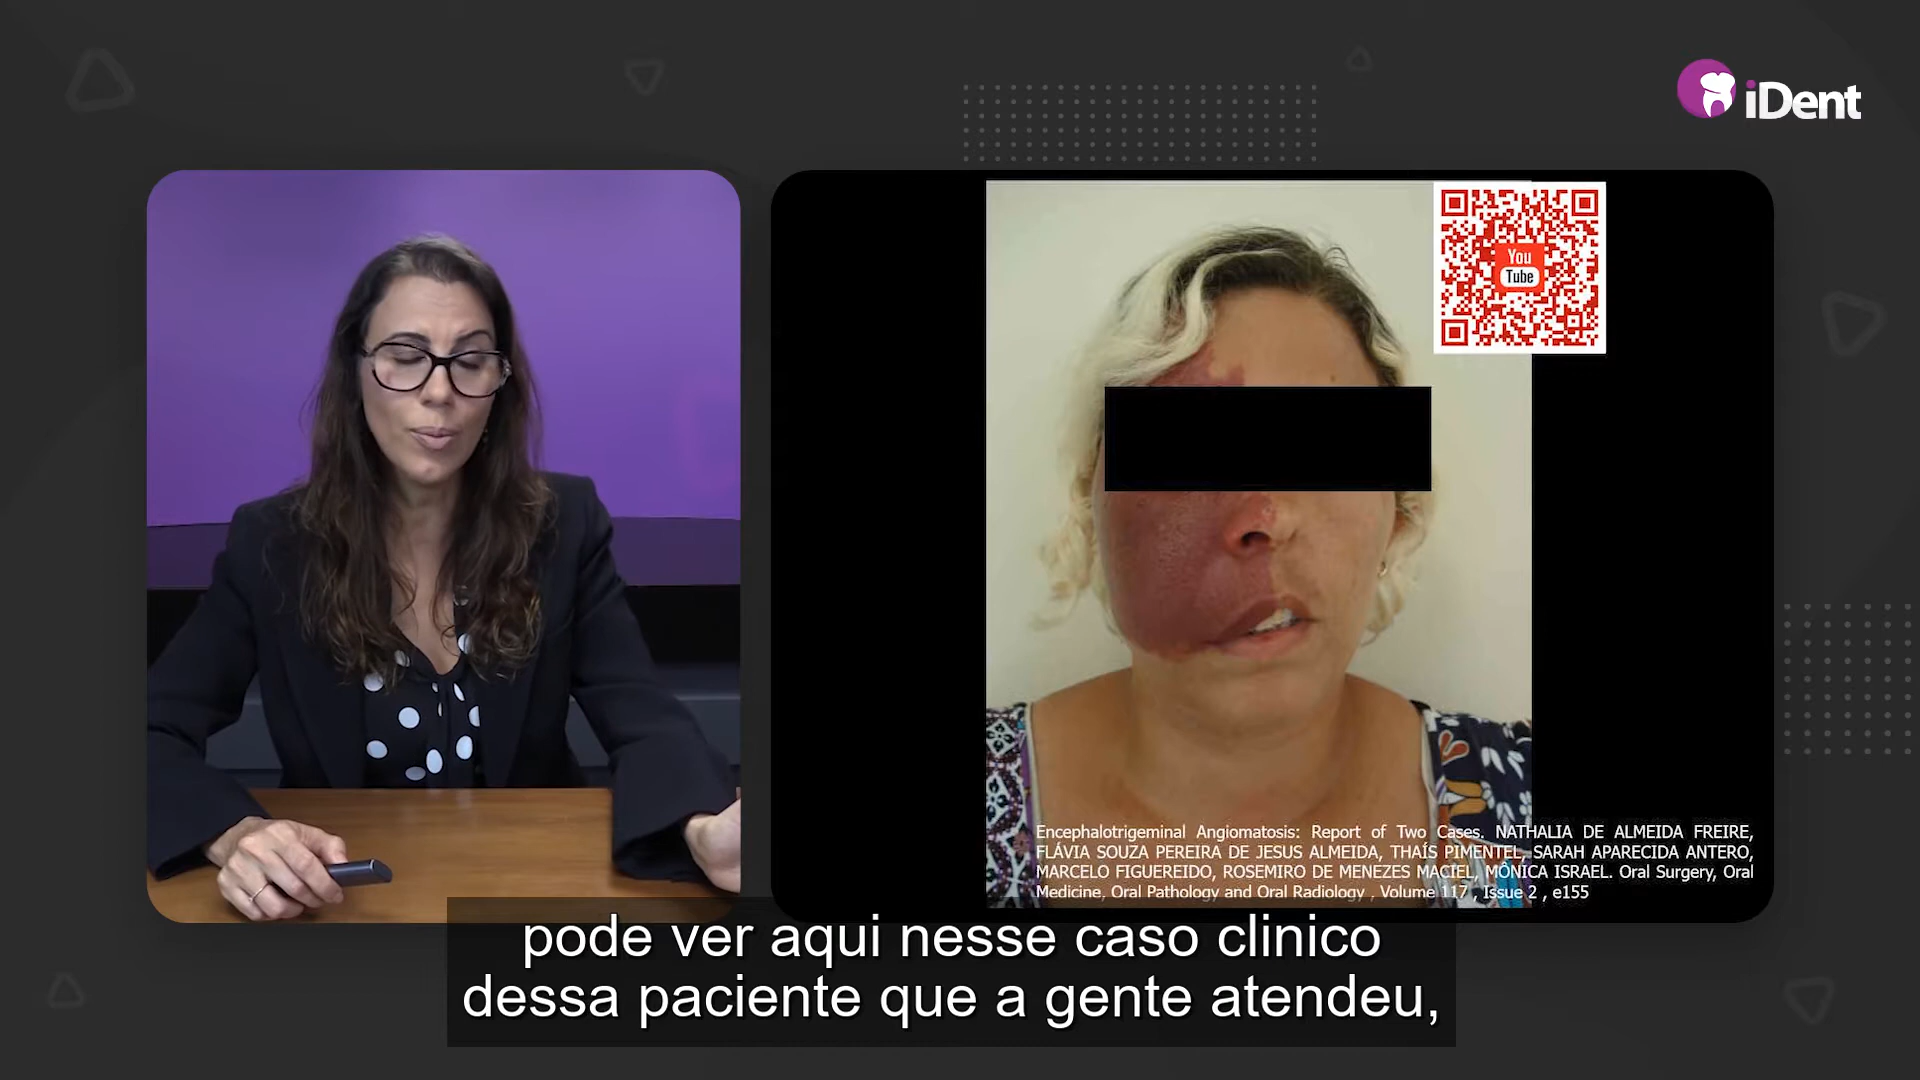 iDent
You
Tube
Encephalotrigeminal Angiomatosis: Report of Two Cases. NATHALIA DE ALMEIDA FREIRE,
FLÁVIA SOUZA PEREIRA DE JESUS ALMEIDA, THAÍS PIMENTEL, SARAH APARECIDA ANTERO,
MARCELO FIGUEREIDO, ROSEMIRO DE MENEZES MACIEL, MÔNICA ISRAEL. Oral Surgery, Oral
Medicine, Oral Pathology and Oral Radiology , Volume 117 , Issue 2 , e155
pode ver aqui nesse caso clinico
dessa paciente que a gente atendeu,